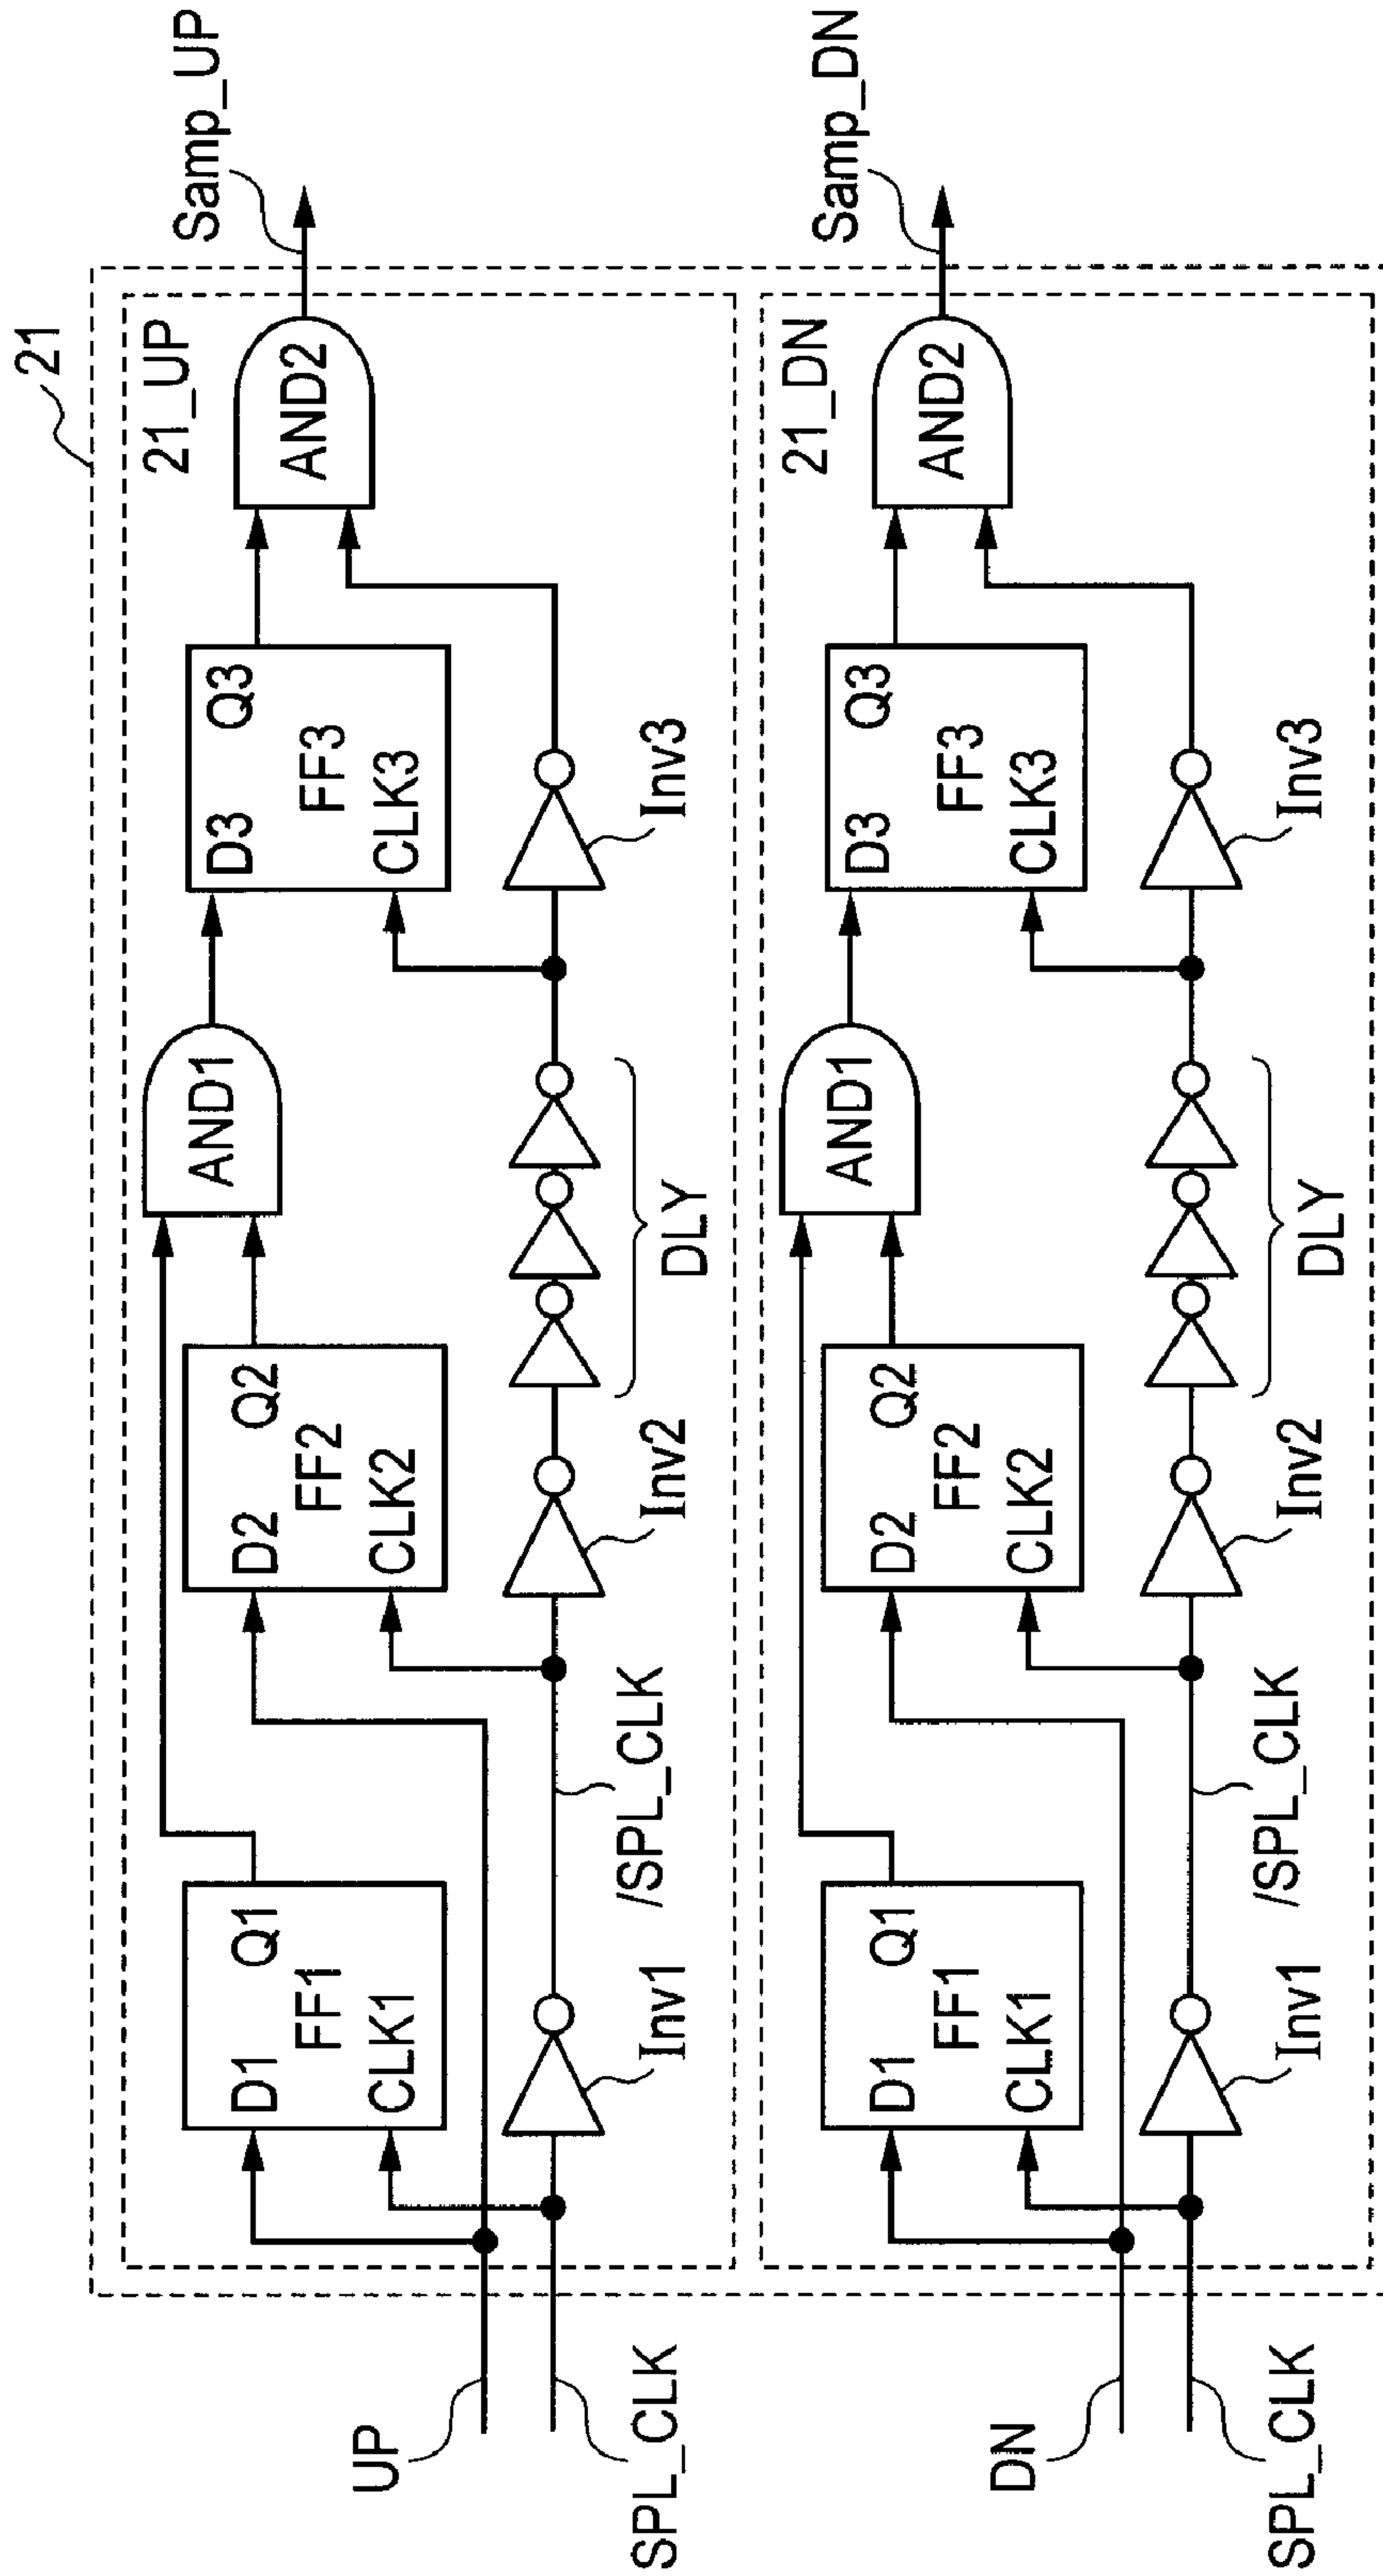 21
21_UP
UP
SPL_CLK
D1 Q1
FF1
CLK1
Inv1
/SPL_CLK
D2 Q2
FF2
CLK2
Inv2
AND1
DLY
D3 Q3
FF3
CLK3
Inv3
AND2
Samp_UP
21_DN
DN
SPL_CLK
D1 Q1
FF1
CLK1
Inv1
/SPL_CLK
D2 Q2
FF2
CLK2
Inv2
AND1
DLY
D3 Q3
FF3
CLK3
Inv3
AND2
Samp_DN